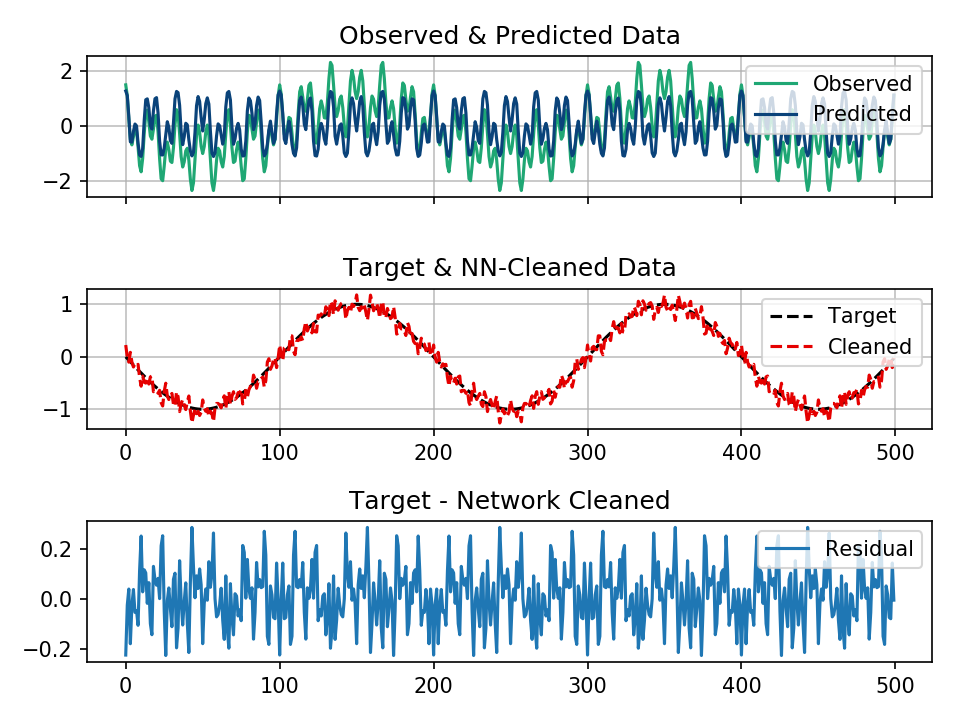 Observed & Predicted Data
2
0
−2
Observed
Predicted
Target & NN-Cleaned Data
1
0
−1
Target
Cleaned
0 100 200 300 400 500
Target - Network Cleaned
0.2
0.0
−0.2
Residual
0 100 200 300 400 500